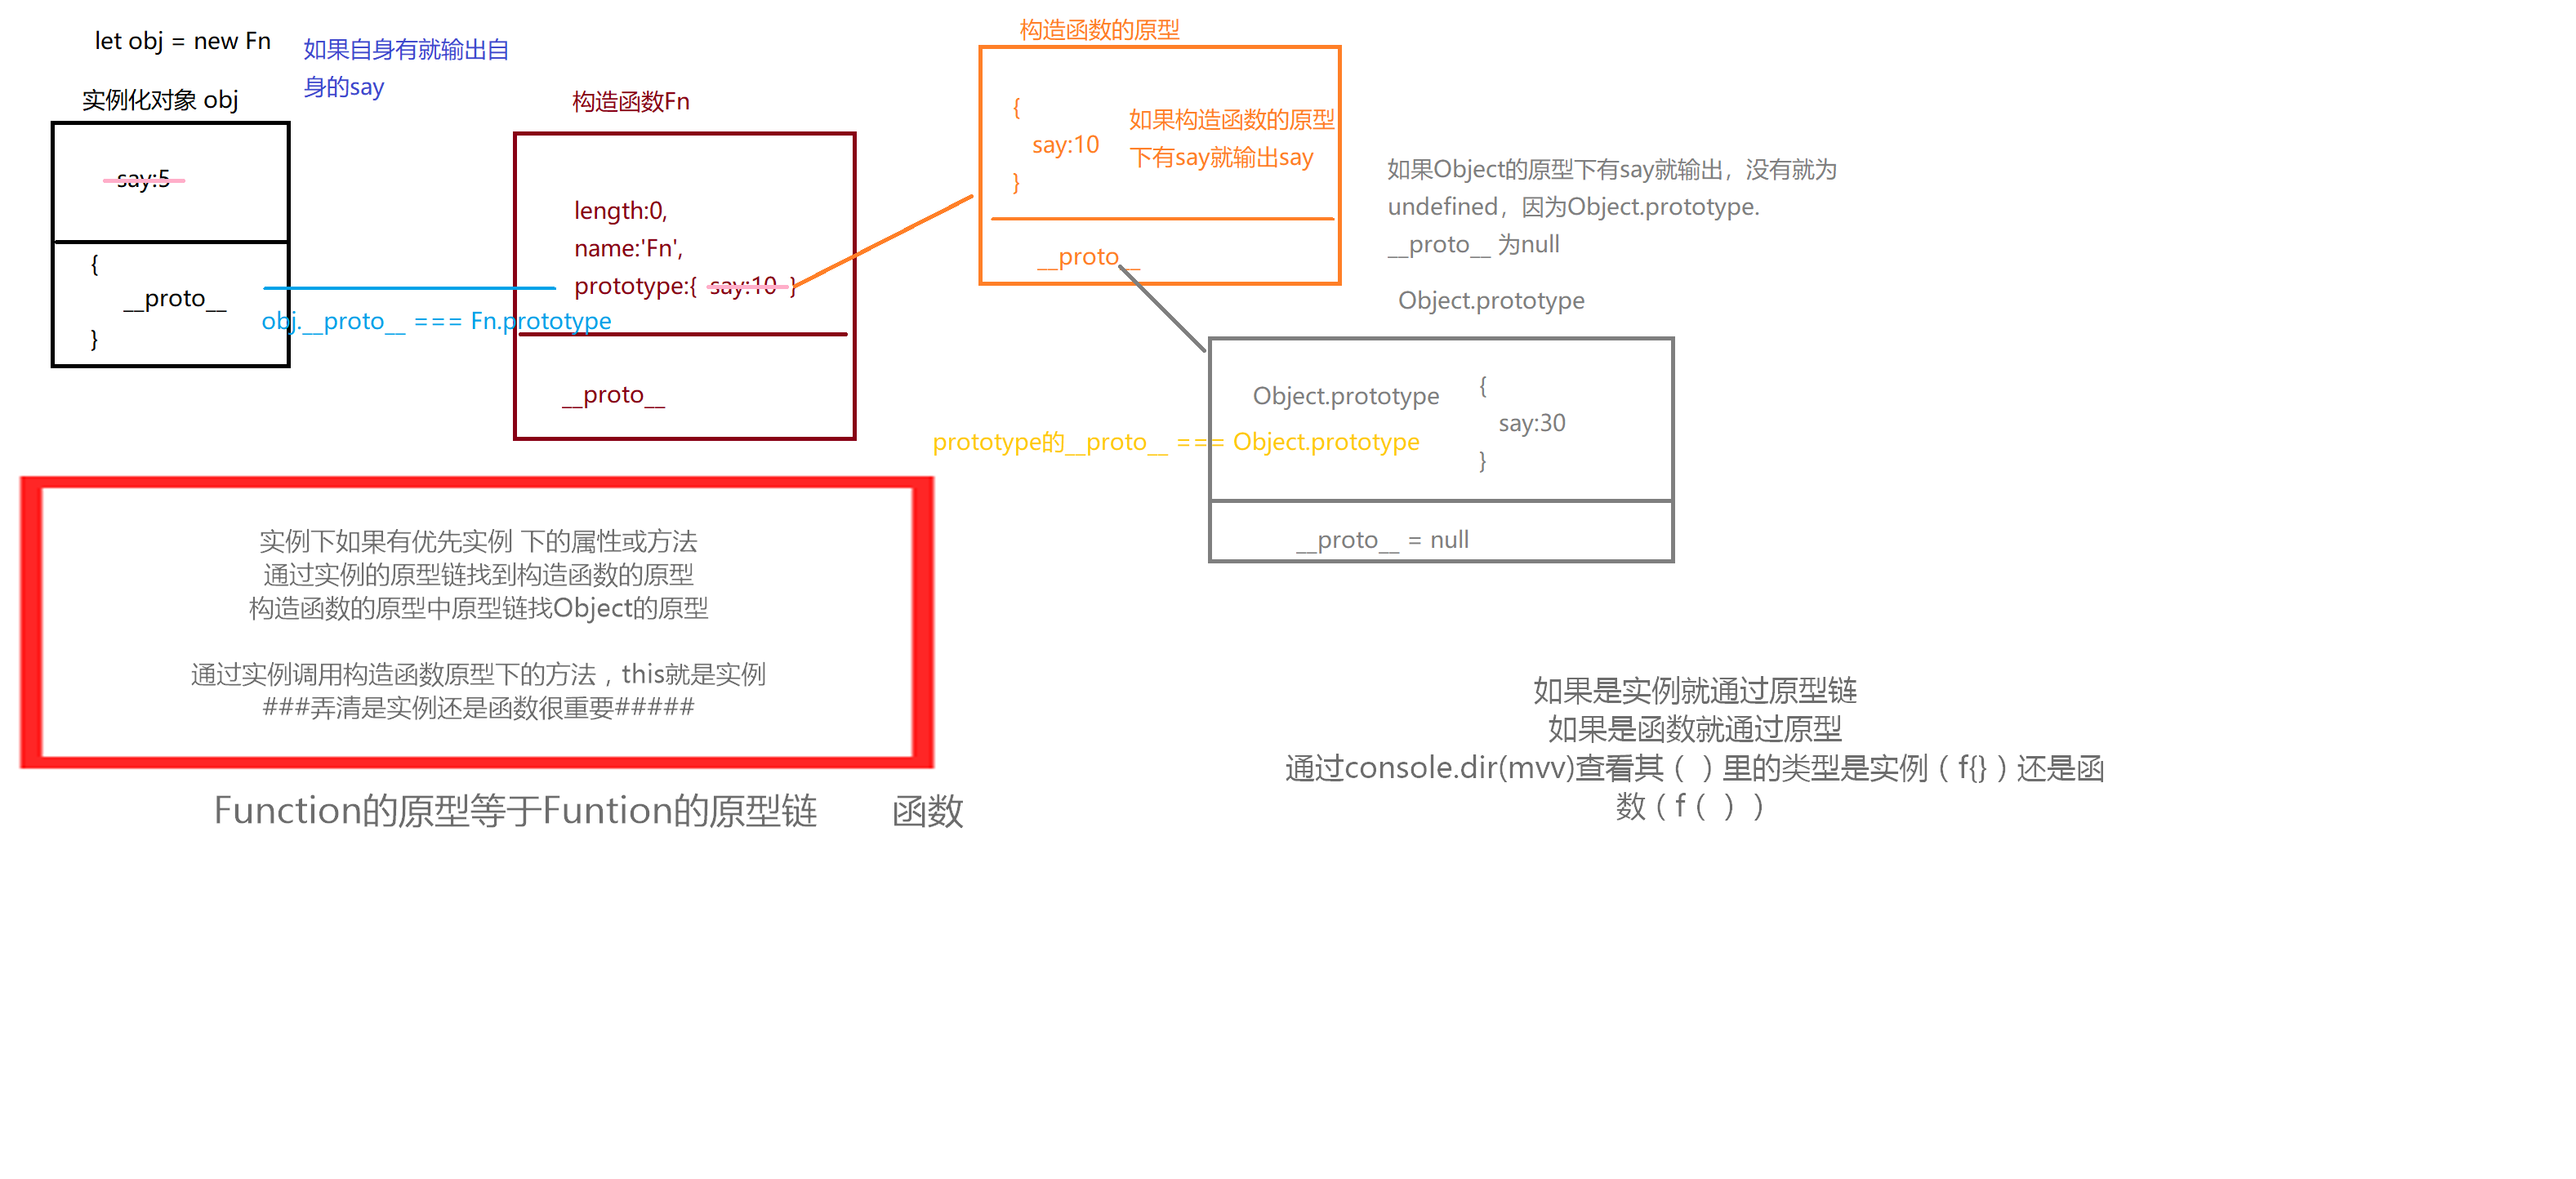 let obj = new Fn
如果自身有就输出自
身的say
实例化对象 obj
say:5
{
__proto__
}
obj.__proto__ === Fn.prototype
构造函数Fn
length:0,
name:'Fn',
prototype:{ say:10 }
__proto__
构造函数的原型
{
say:10
}
如果构造函数的原型
下有say就输出say
__proto__
如果Object的原型下有say就输出，没有就为
undefined，因为Object.prototype.
__proto__ 为null
Object.prototype
Object.prototype
{
say:30
}
prototype的__proto__ === Object.prototype
__proto__ = null
实例下如果有优先实例 下的属性或方法
通过实例的原型链找到构造函数的原型
构造函数的原型中原型链找Object的原型
通过实例调用构造函数原型下的方法，this就是实例
###弄清是实例还是函数很重要#####
Function的原型等于Funtion的原型链 函数
如果是实例就通过原型链
如果是函数就通过原型
通过console.dir(mvv)查看其（ ）里的类型是实例（f{}）还是函
数（f（ ））